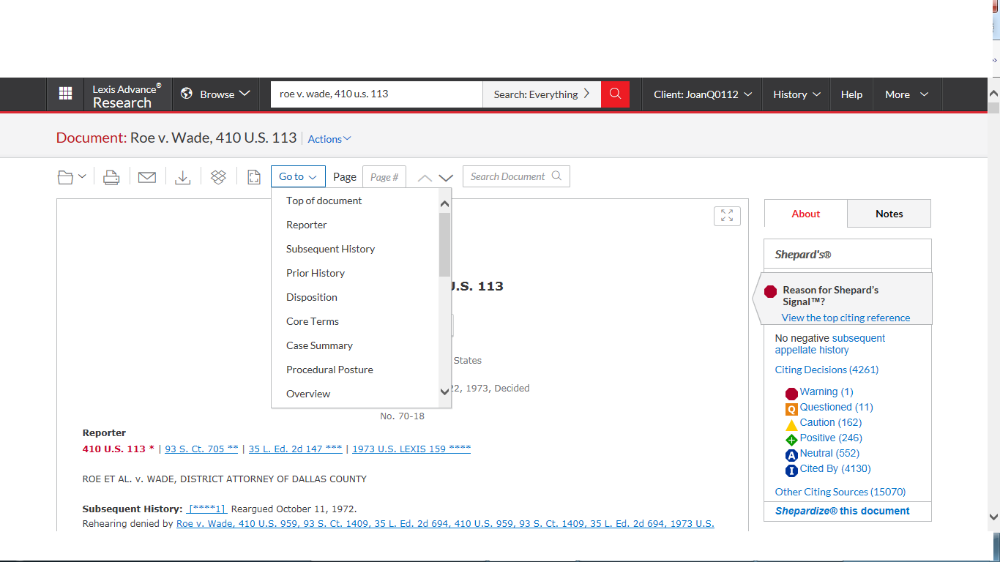 Lexis Advance®
Research
Browse
roe v. wade, 410 u.s. 113
Search: Everything
Client: JoanQ0112
History
Help
More
Document: Roe v. Wade, 410 U.S. 113
Actions
Go to
Page
Page #
Search Document
Top of document
Reporter
Subsequent History
Prior History
Disposition
Core Terms
Case Summary
Procedural Posture
Overview
U.S. 113
States
22, 1973, Decided
No. 70-18
Reporter
410 U.S. 113 * | 93 S. Ct. 705 ** | 35 L. Ed. 2d 147 *** | 1973 U.S. LEXIS 159 ****
ROE ET AL. v. WADE, DISTRICT ATTORNEY OF DALLAS COUNTY
Subsequent History: [****1] Reargued October 11, 1972.
Rehearing denied by Roe v. Wade, 410 U.S. 959, 93 S. Ct. 1409, 35 L. Ed. 2d 694, 410 U.S. 959, 93 S. Ct. 1409, 35 L. Ed. 2d 694, 1973 U.S.
About
Notes
Shepard's®
Reason for Shepard’s
Signal™?
View the top citing reference
No negative subsequent
appellate history
Citing Decisions (4261)
Warning (1)
Q Questioned (11)
Caution (162)
Positive (246)
A Neutral (552)
I Cited By (4130)
Other Citing Sources (15070)
Shepardize® this document